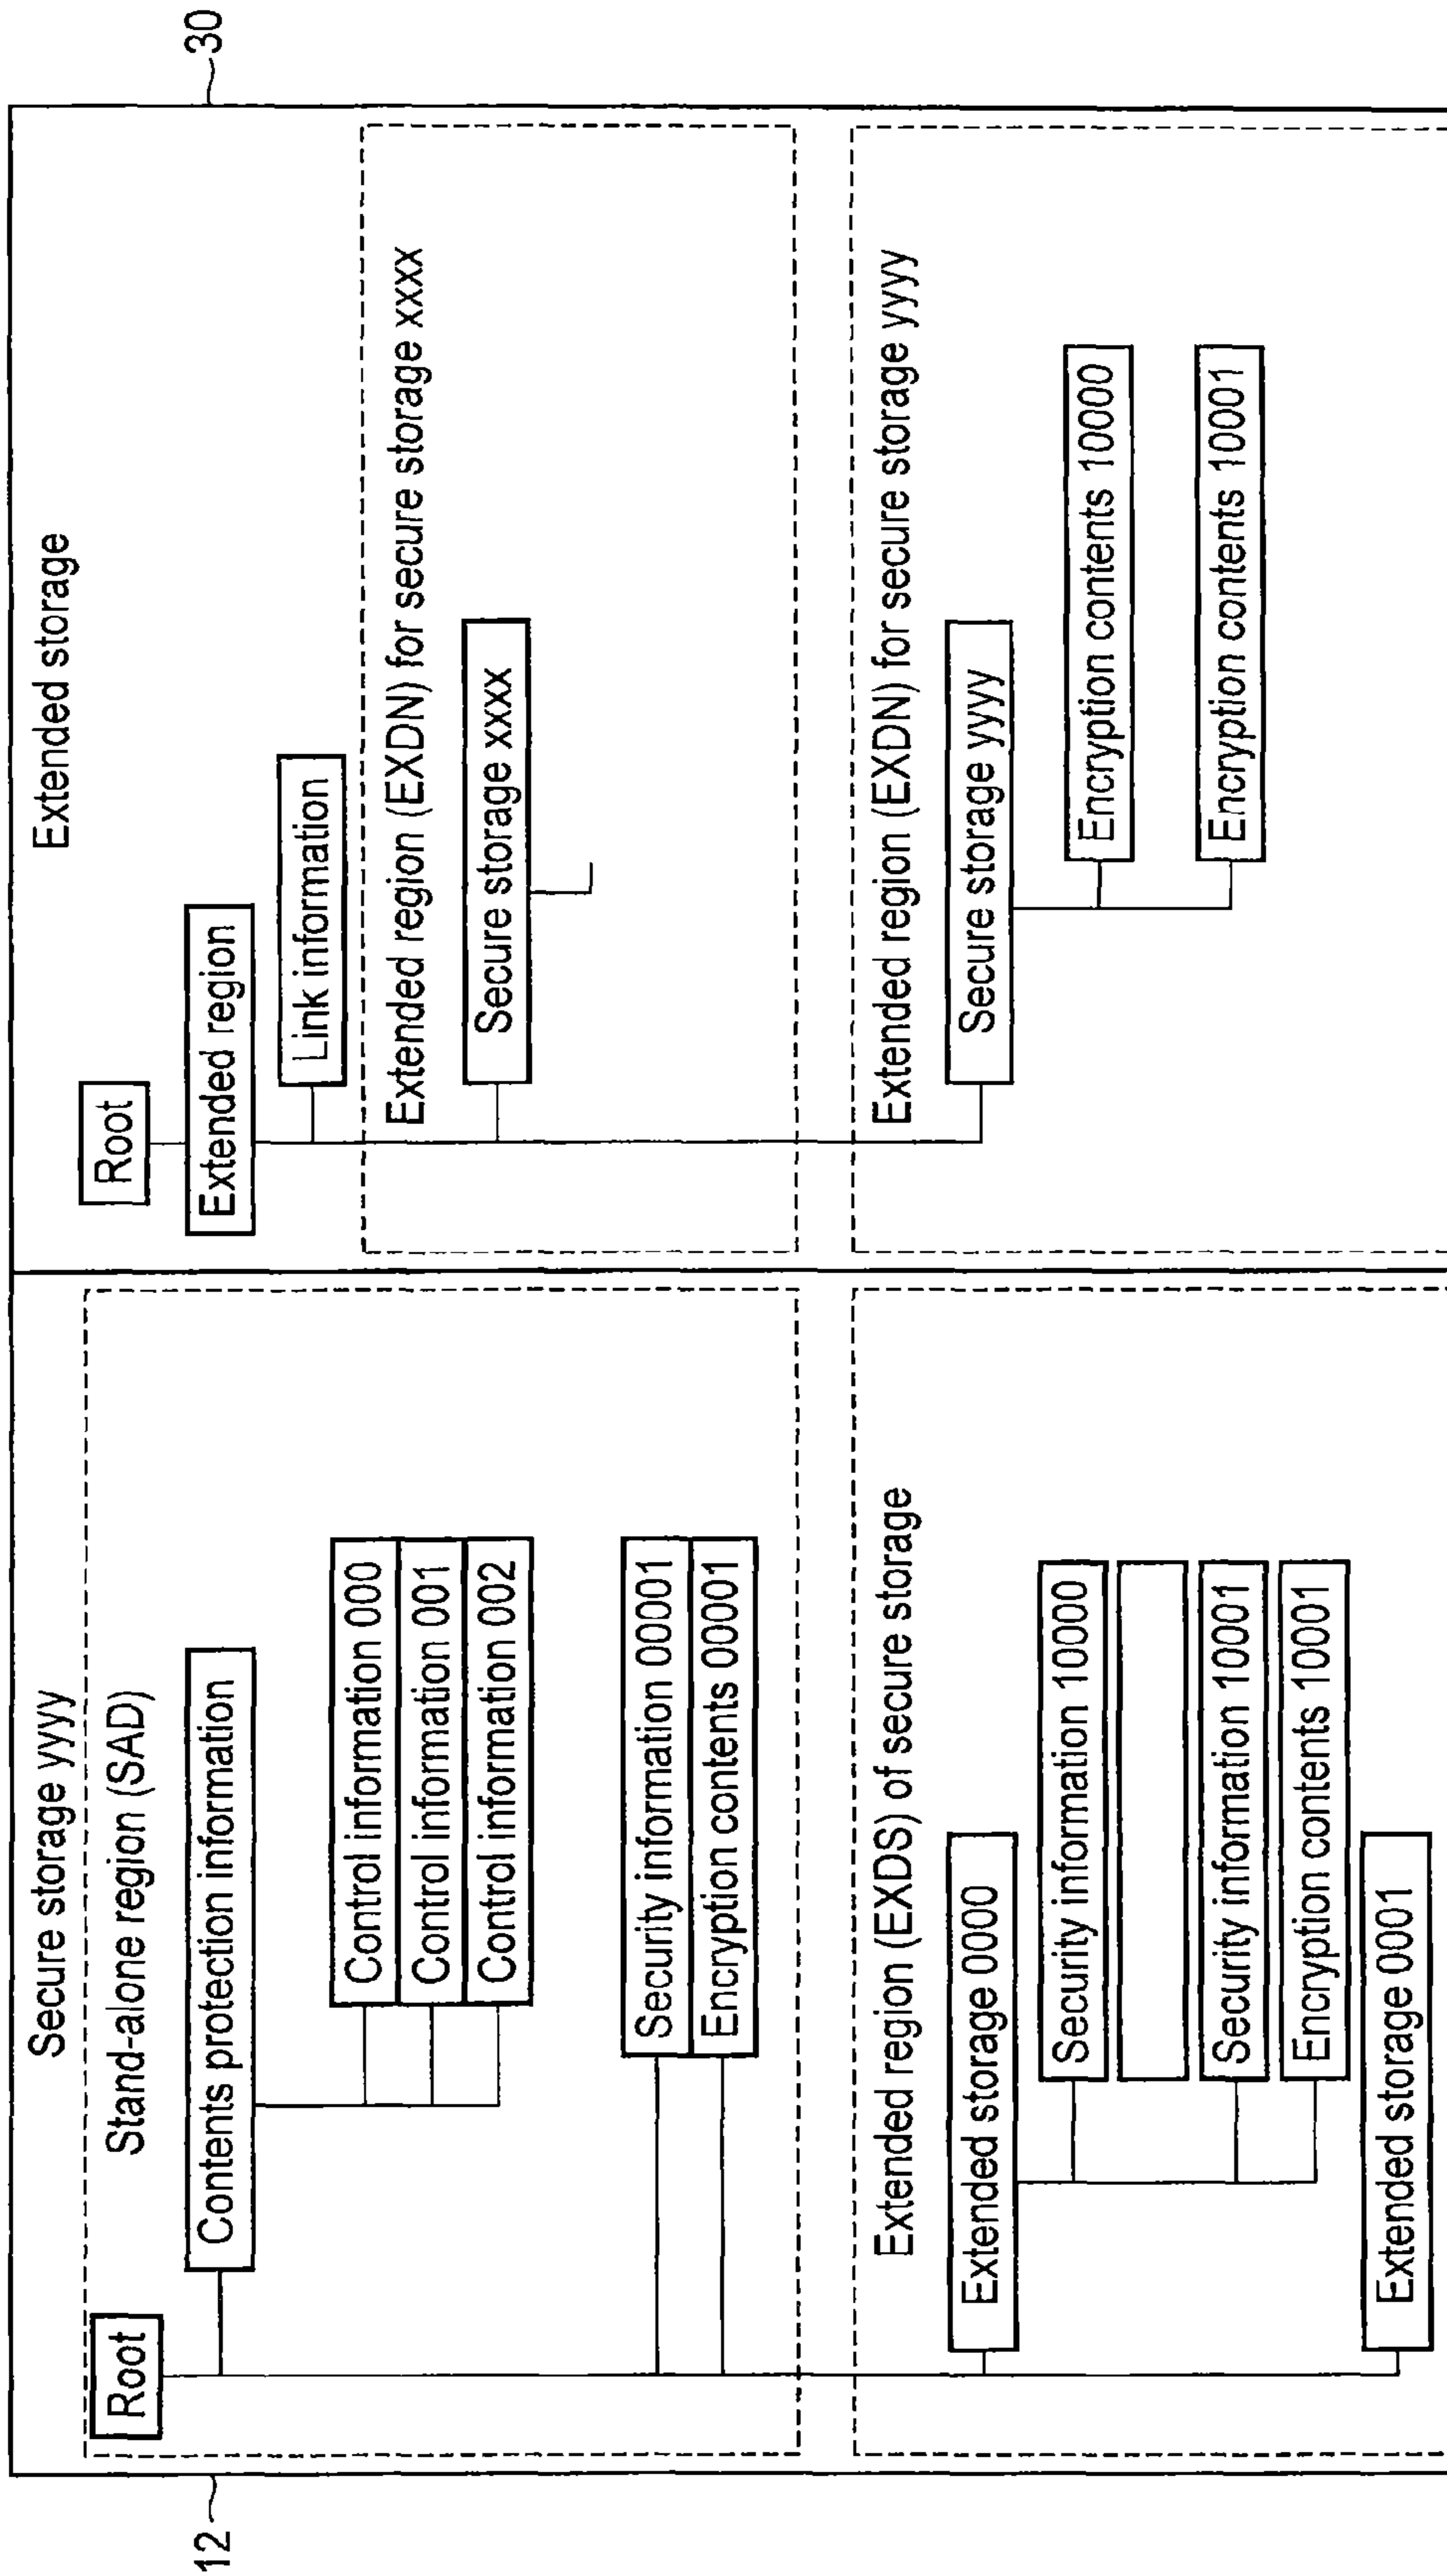 Secure storage yyyy
Stand-alone region (SAD)
Root
Contents protection information
Control information 000
Control information 001
Control information 002
Security information 00001
Encryption contents 00001
Extended region (EXDS) of secure storage
Extended storage 0000
Security information 10000
Security information 10001
Encryption contents 10001
Extended storage 0001
12
Extended storage
Root
Extended region
Link information
Extended region (EXDN) for secure storage xxxx
Secure storage xxxx
Extended region (EXDN) for secure storage yyyy
Secure storage yyyy
Encryption contents 10000
Encryption contents 10001
30